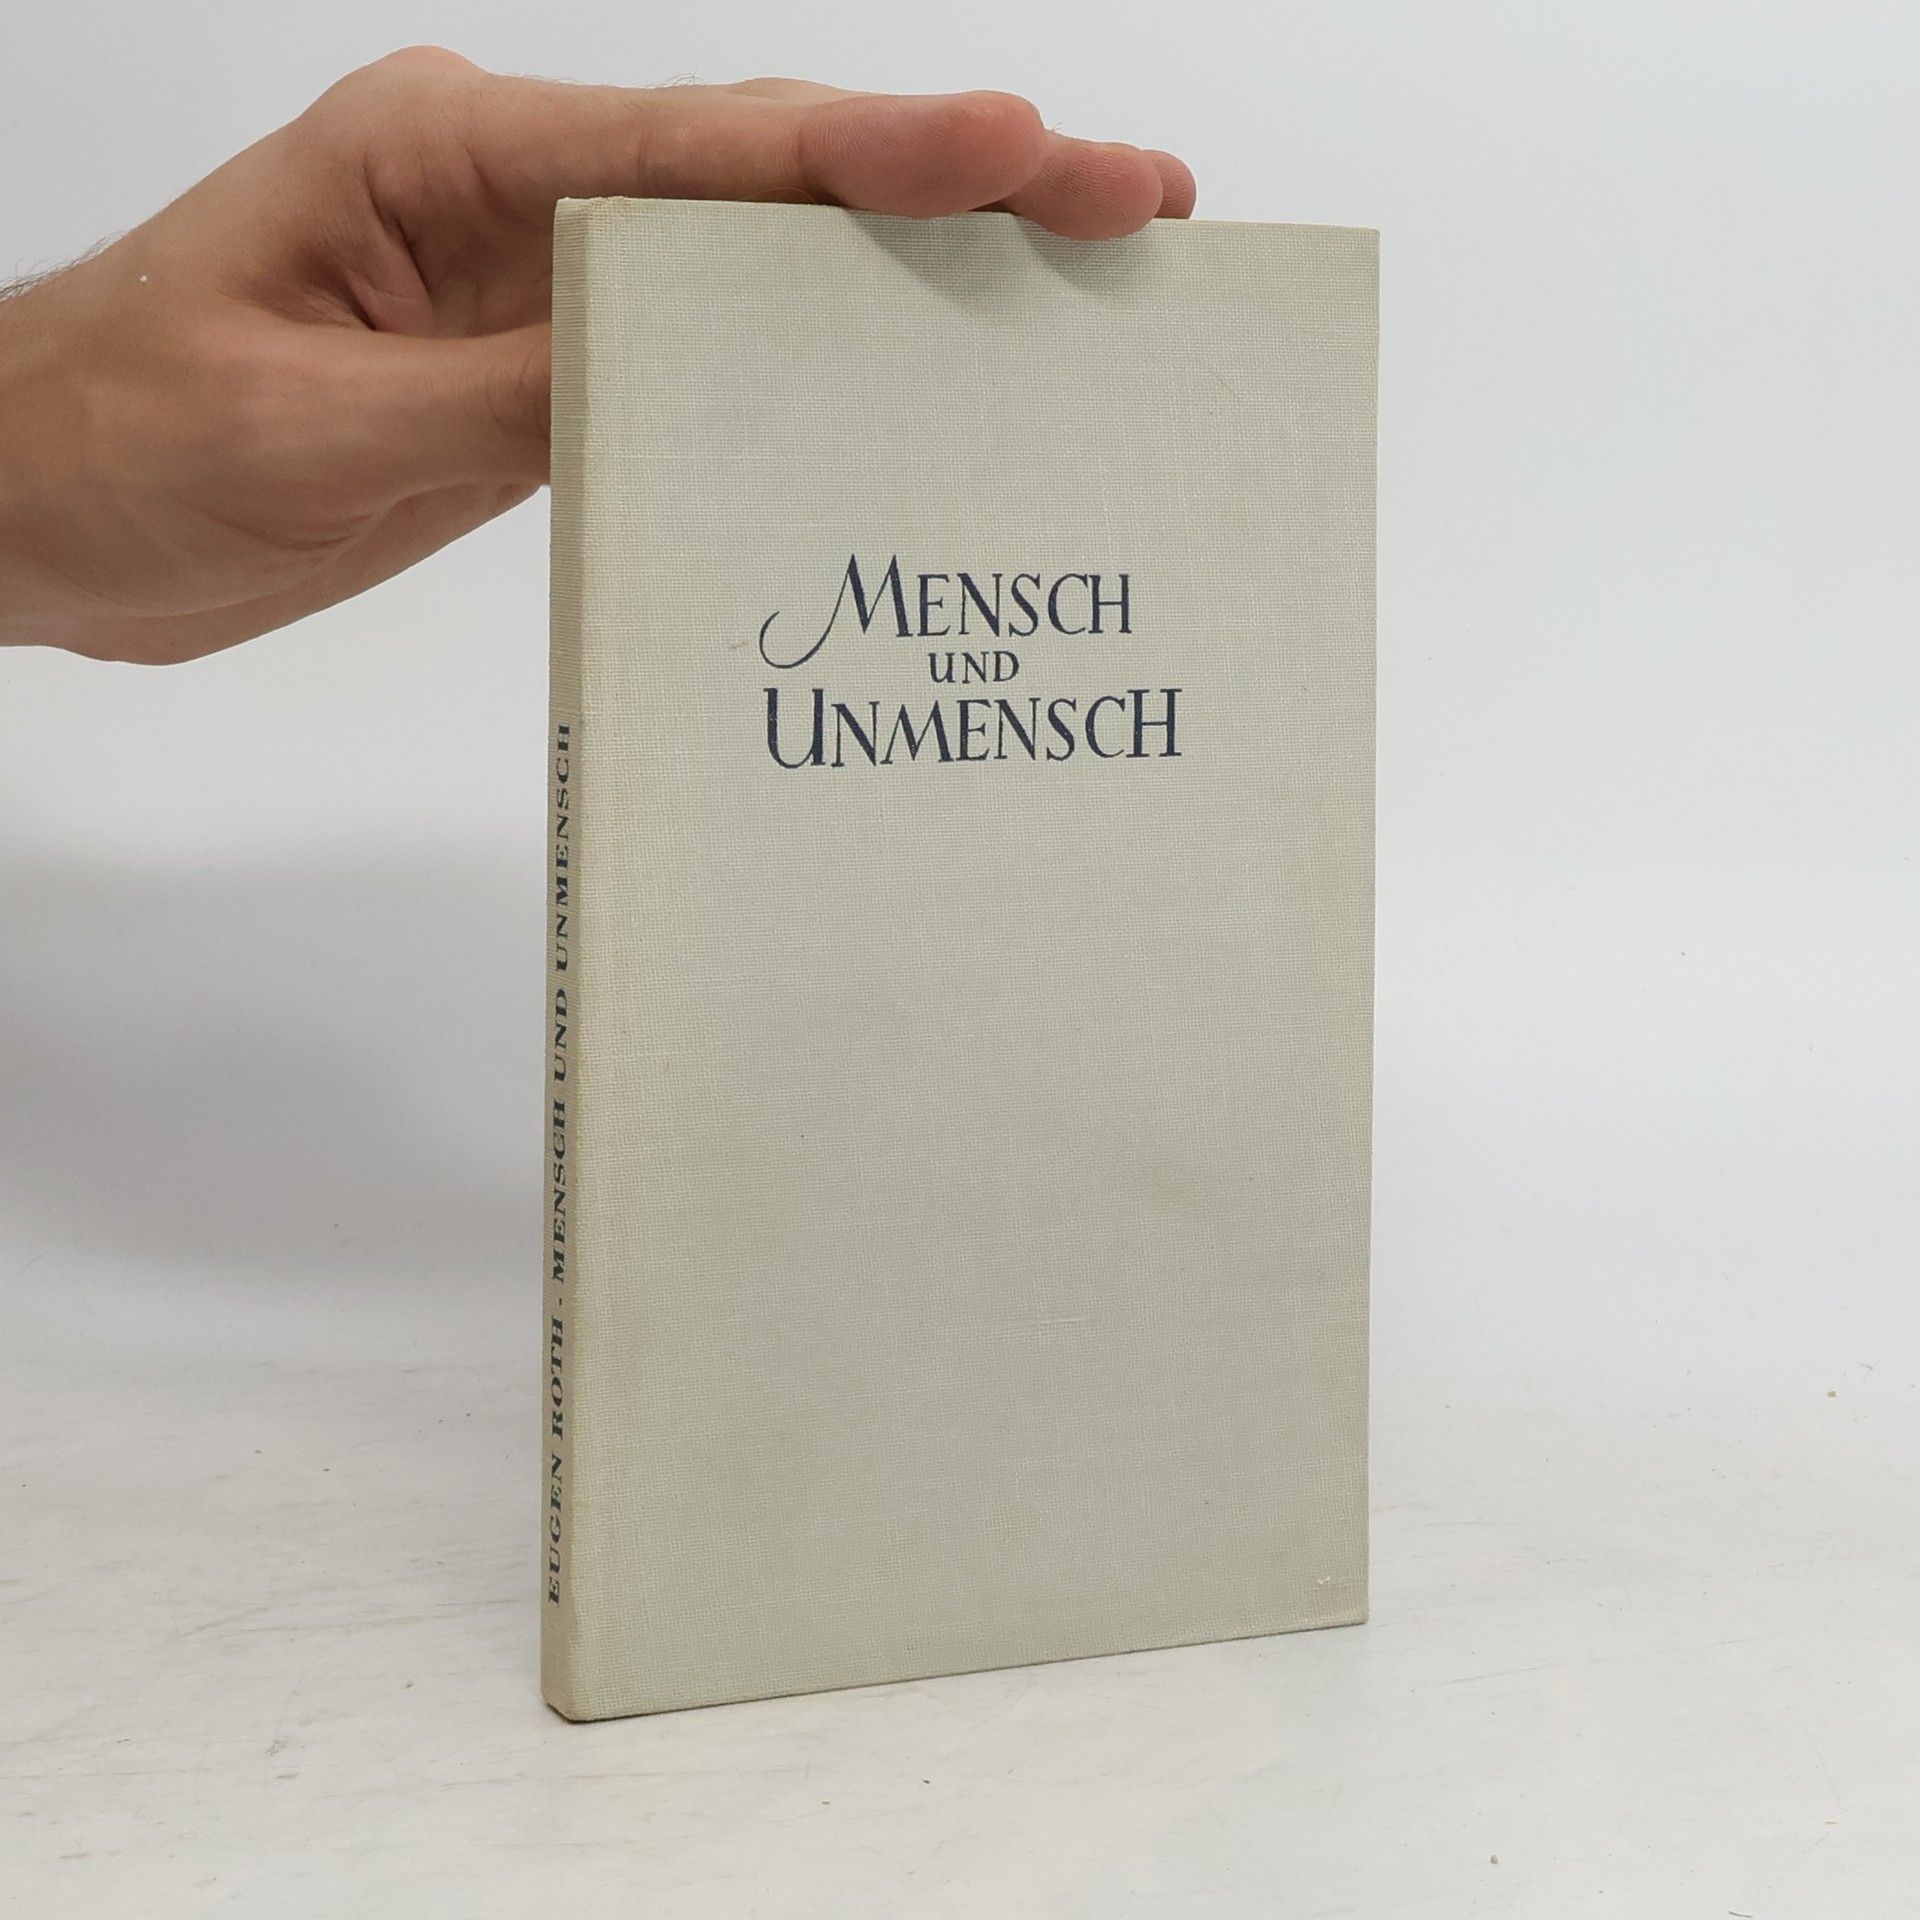 MENSCH
UND
UNMENSCH
EUGEN ROTH . MENSCH UND UNMENSCH